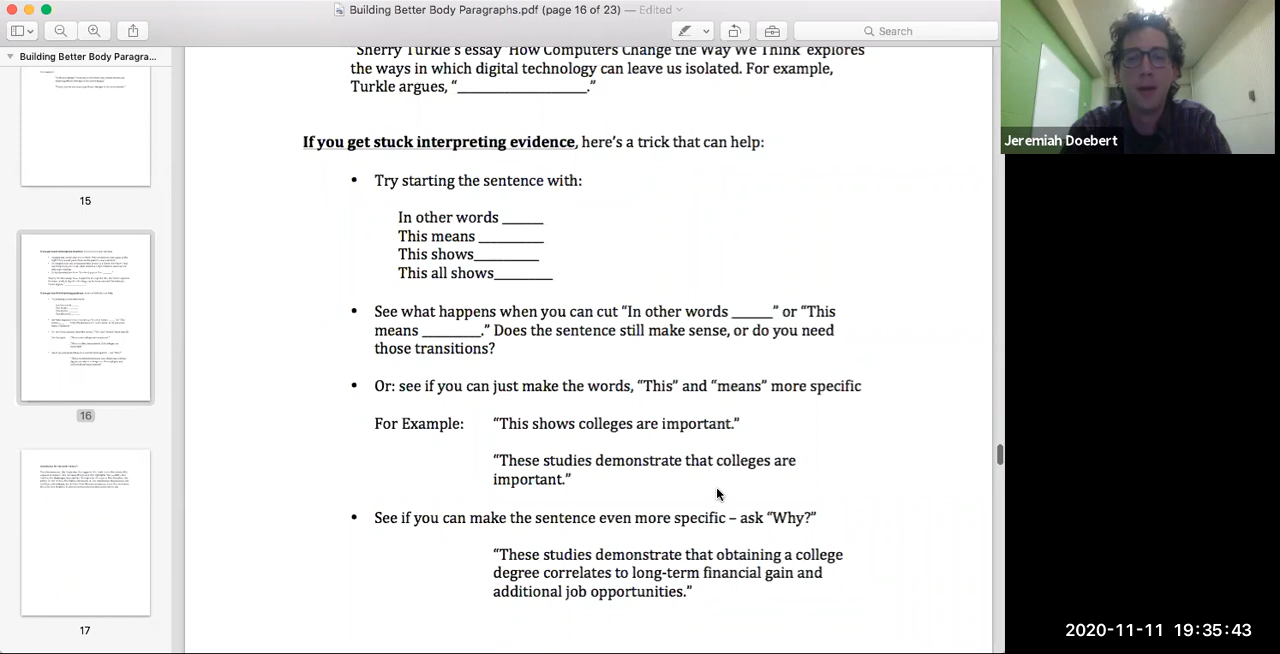 Building Better Body Paragraphs.pdf (page 16 of 23) — Edited
Search
Building Better Body Paragra...
15
16
17
Sherry Turkle's essay "How Computers Change the Way We Think" explores
the ways in which digital technology can leave us isolated. For example,
Turkle argues, "____________________."
If you get stuck interpreting evidence, here's a trick that can help:
• Try starting the sentence with:
In other words ______
This means __________
This shows__________
This all shows_________
• See what happens when you can cut "In other words ______" or "This
means _________." Does the sentence still make sense, or do you need
those transitions?
• Or: see if you can just make the words, "This" and "means" more specific
For Example: "This shows colleges are important."
"These studies demonstrate that colleges are
important."
• See if you can make the sentence even more specific – ask "Why?"
"These studies demonstrate that obtaining a college
degree correlates to long-term financial gain and
additional job opportunities."
Jeremiah Doebert
2020-11-11 19:35:43